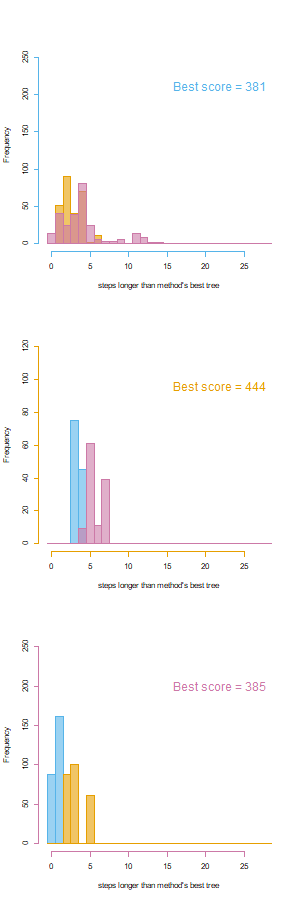 Best score = 381
Frequency
0 50 100 150 200 250
0 5 10 15 20 25
steps longer than method's best tree
Best score = 444
Frequency
0 20 40 60 80 100 120
0 5 10 15 20 25
steps longer than method's best tree
Best score = 385
Frequency
0 50 100 150 200 250
0 5 10 15 20 25
steps longer than method's best tree